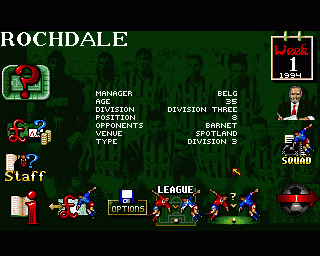 ROCHDALE
Week
1
1994
MANAGER BELG
AGE 35
DIVISION DIVISION THREE
POSITION 8
OPPONENTS BARNET
VENUE SPOTLAND
TYPE DIVISION 3
SQUAD
Staff
LEAGUE
OPTIONS
1